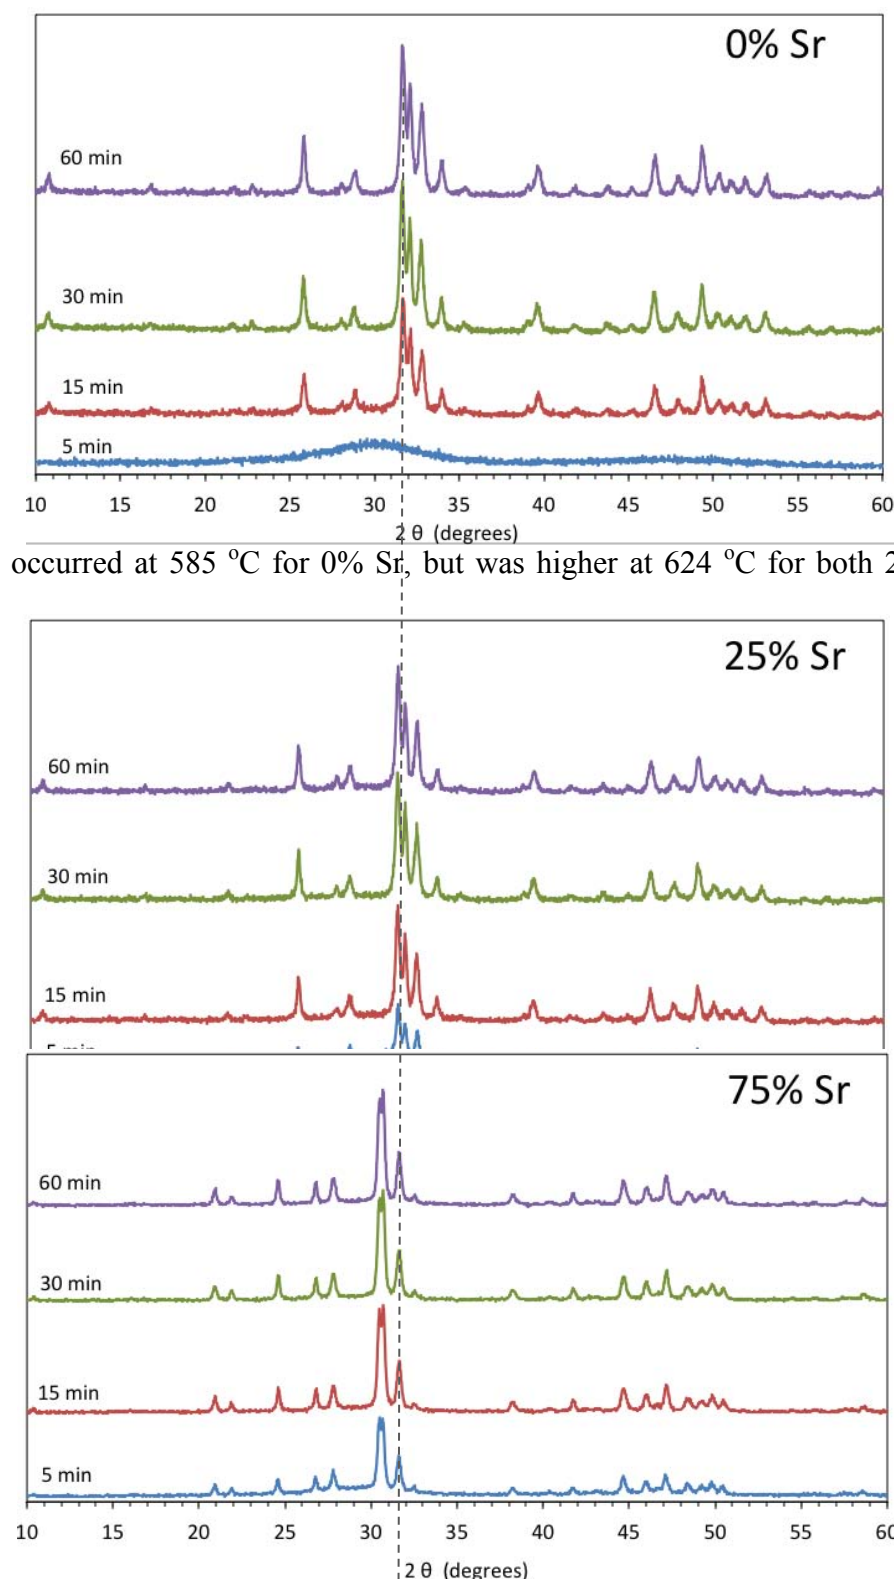 0% Sr
60 min
30 min
15 min
5 min
10 15 20 25 30 35 40 45 50 55 60
2 θ (degrees)
occurred at 585 °C for 0% Sr, but was higher at 624 °C for both 2
25% Sr
60 min
30 min
15 min
5 min
75% Sr
60 min
30 min
15 min
5 min
10 15 20 25 30 35 40 45 50 55 60
2 θ (degrees)